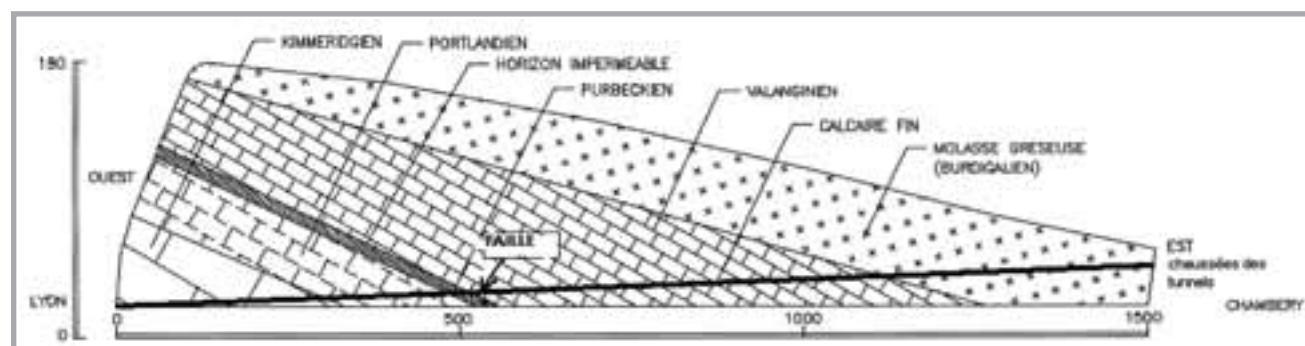 KIMMERIDGIEN
PORTLANDIEN
HORIZON IMPERMEABLE
PURBECKIEN
VALANGINIEN
CALCAIRE FIN
MOLASSE GRESEUSE
(BURDIGALIEN)
180
OUEST
FAILLE
EST
chaussées des
tunnels
LYON
CHAMBERY
0
0
500
1000
1500